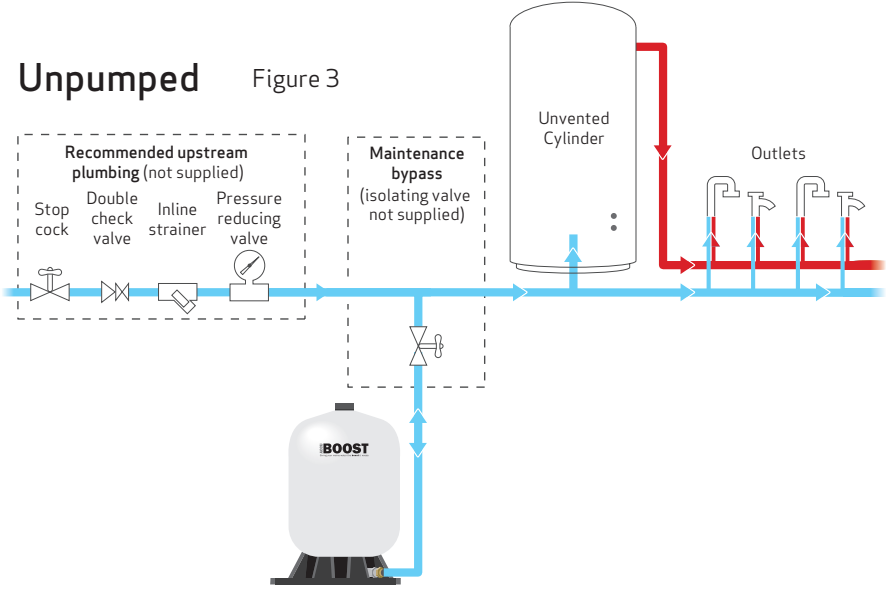 Unpumped
Figure 3
Recommended upstream
plumbing (not supplied)
Stop
cock
Double
check
valve
Inline
strainer
Pressure
reducing
valve
Maintenance
bypass
(isolating valve
not supplied)
Unvented
Cylinder
Outlets
BOOST